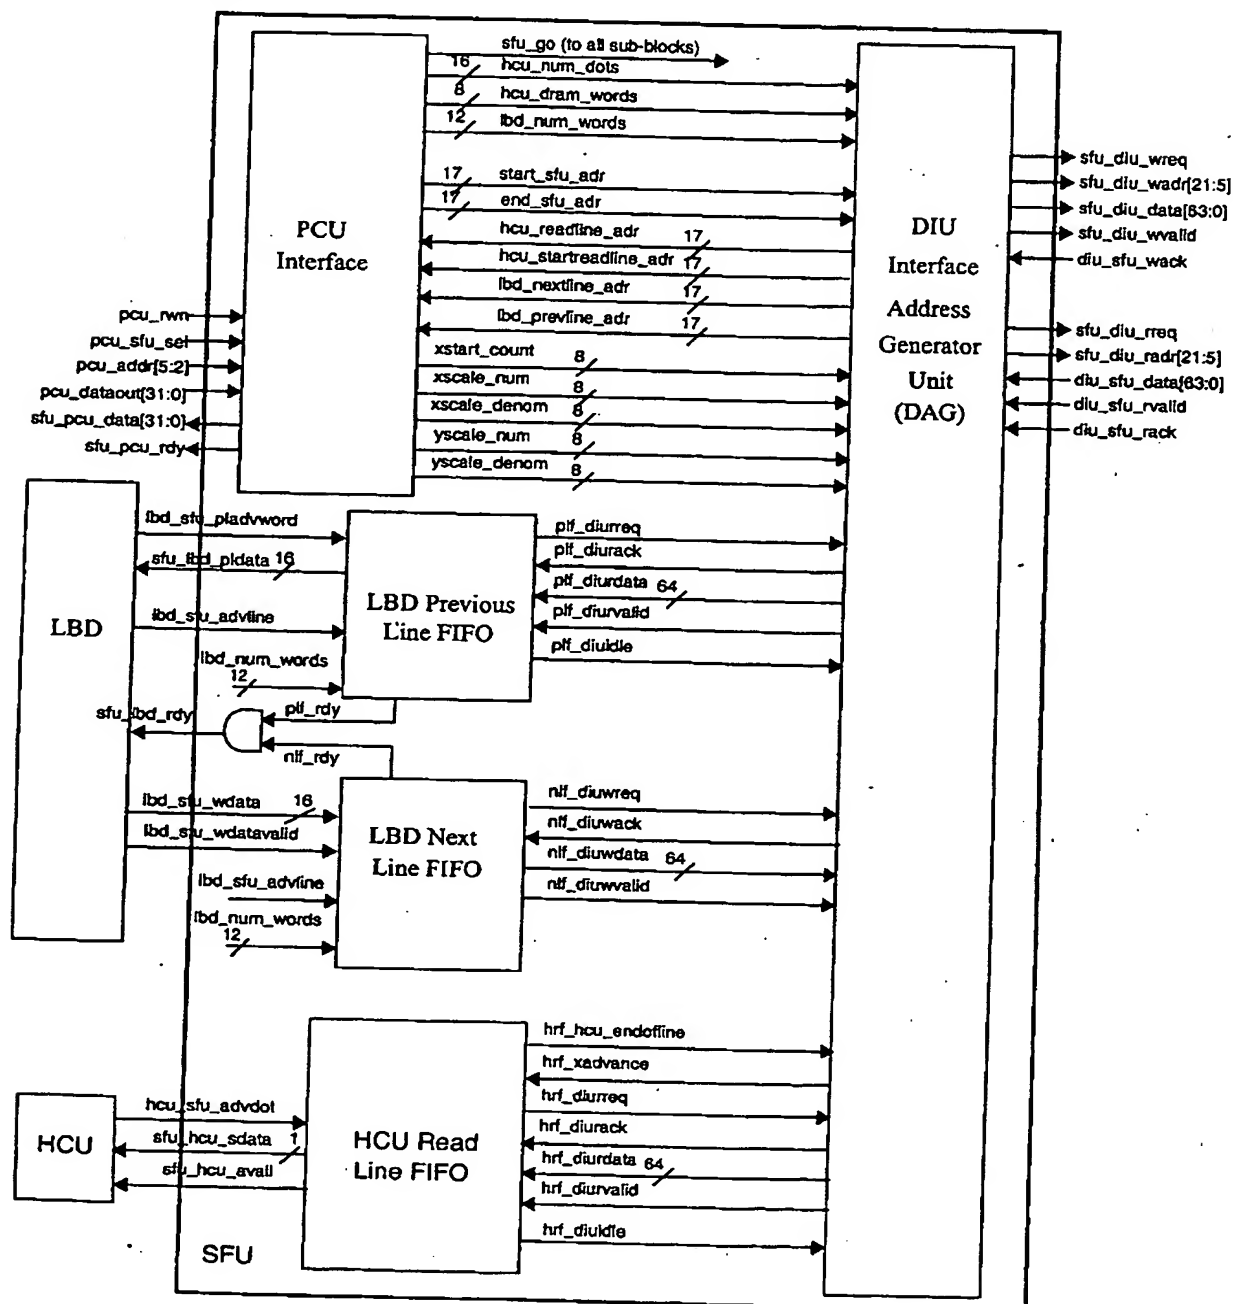 sfu_go (to all sub-blocks)
16
hcu_num_dots
8
hcu_dram_words
12
lbd_num_words
17
start_sfu_adr
17
end_sfu_adr
hcu_readline_adr
17
hcu_startreadline_adr
17
lbd_nextline_adr
17
lbd_prevline_adr
17
xstart_count
8
xscale_num
8
xscale_denom
8
yscale_num
8
yscale_denom
8
PCU
Interface
DIU
Interface
Address
Generator
Unit
(DAG)
sfu_diu_wreq
sfu_diu_wadr[21:5]
sfu_diu_data[63:0]
sfu_diu_wvalid
diu_sfu_wack
sfu_diu_rreq
sfu_diu_radr[21:5]
diu_sfu_data[63:0]
diu_sfu_rvalid
diu_sfu_rack
pcu_rwn
pcu_sfu_sel
pcu_addr[5:2]
pcu_dataout[31:0]
sfu_pcu_data[31:0]
sfu_pcu_rdy
LBD
lbd_sfu_pladvword
sfu_lbd_pldata
16
lbd_sfu_advline
lbd_num_words
12
LBD Previous
Line FIFO
plf_diurreq
plf_diurack
plf_diurdata
64
plf_diurvalid
plf_diuidle
sfu_lbd_rdy
plf_rdy
nlf_rdy
lbd_sfu_wdata
16
lbd_sfu_wdatavalid
lbd_sfu_advline
lbd_num_words
12
LBD Next
Line FIFO
nlf_diuwreq
nlf_diuwack
nlf_diuwdata
64
nlf_diuwvalid
HCU
hcu_sfu_advdot
sfu_hcu_sdata
1
sfu_hcu_avail
HCU Read
Line FIFO
hrf_hcu_endofline
hrf_xadvance
hrf_diurreq
hrf_diurack
hrf_diurdata
64
hrf_diurvalid
hrf_diuidle
SFU